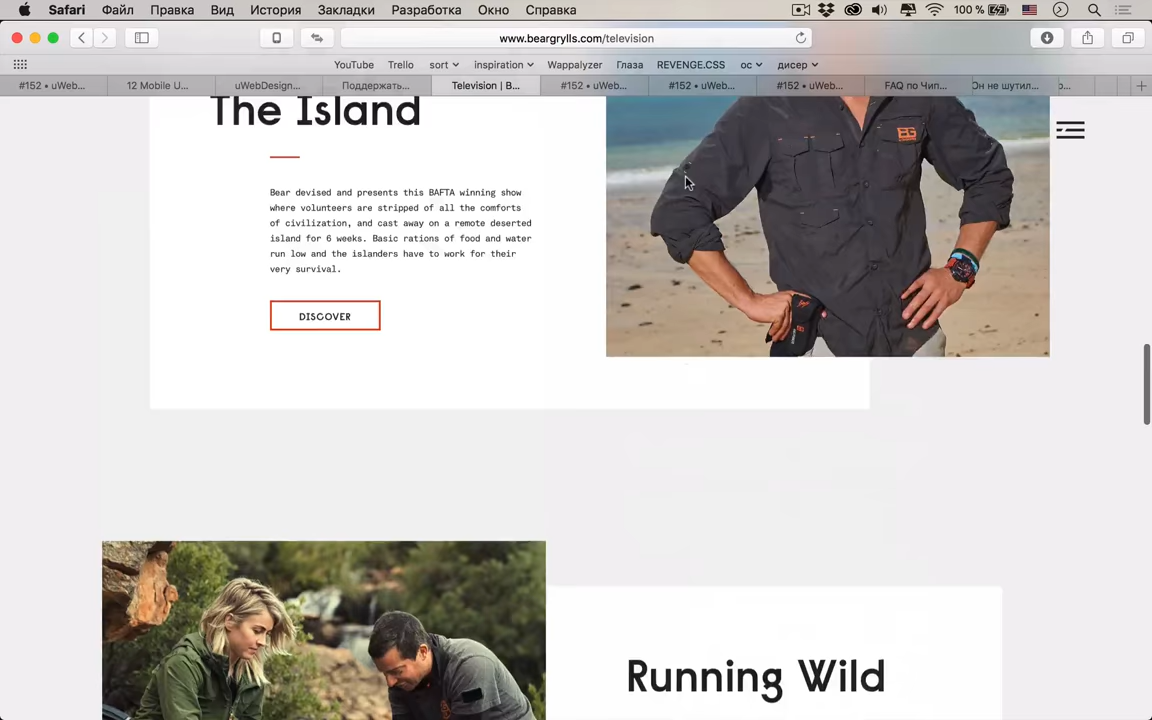 Safari Файл Правка Вид История Закладки Разработка Окно Справка 100 %
www.beargrylls.com/television
YouTube Trello sort inspiration Wappalyzer Глаза REVENGE.CSS ос дисер
#152 • uWeb... 12 Mobile U... uWebDesign... Поддержать... Television | B... #152 • uWeb... #152 • uWeb... #152 • uWeb... FAQ по Чип... Он не шутил...
The Island
BG
Bear devised and presents this BAFTA winning show
where volunteers are stripped of all the comforts
of civilization, and cast away on a remote deserted
island for 6 weeks. Basic rations of food and water
run low and the islanders have to work for their
very survival.
DISCOVER
Running Wild